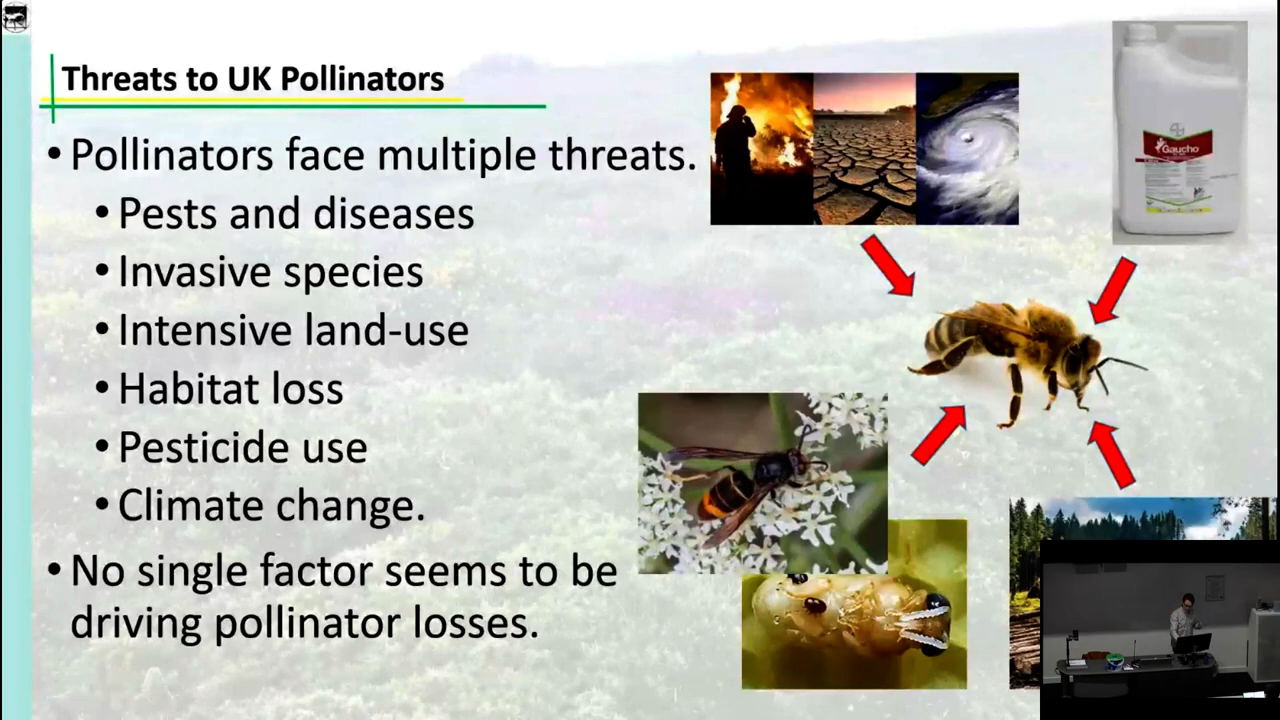 Threats to UK Pollinators
• Pollinators face multiple threats.
• Pests and diseases
• Invasive species
• Intensive land-use
• Habitat loss
• Pesticide use
• Climate change.
• No single factor seems to be
driving pollinator losses.
Gaucho